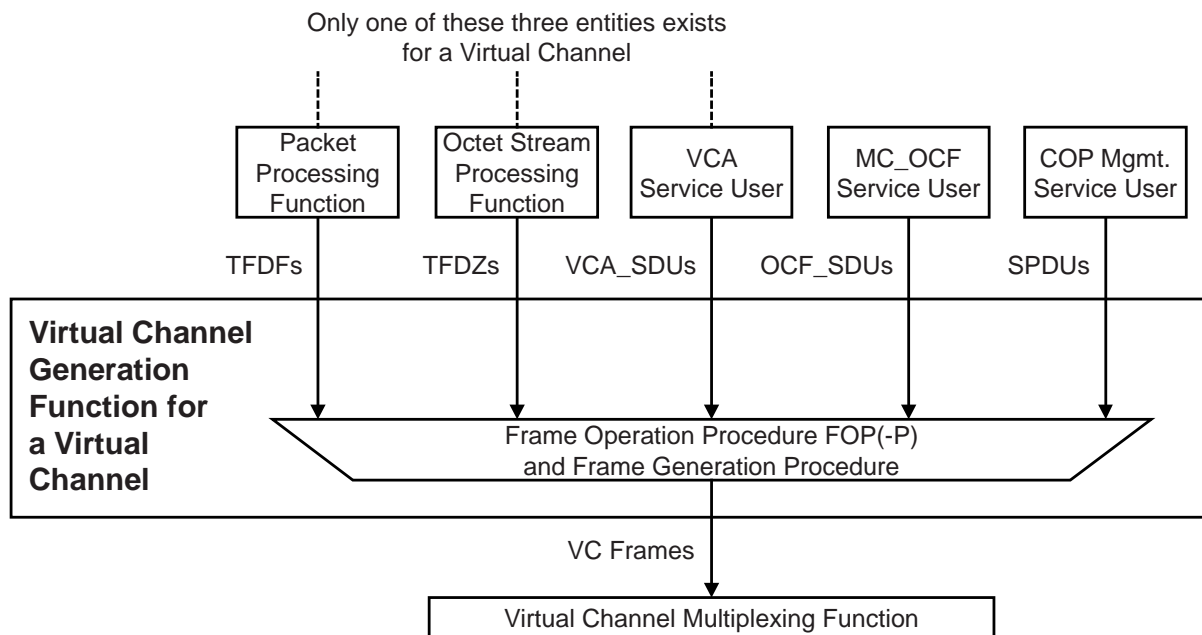 Only one of these three entities exists
for a Virtual Channel
Packet
Processing
Function
Octet Stream
Processing
Function
VCA
Service User
MC_OCF
Service User
COP Mgmt.
Service User
TFDFs
TFDZs
VCA_SDUs
OCF_SDUs
SPDUs
Virtual Channel
Generation
Function for
a Virtual
Channel
Frame Operation Procedure FOP(-P)
and Frame Generation Procedure
VC Frames
Virtual Channel Multiplexing Function